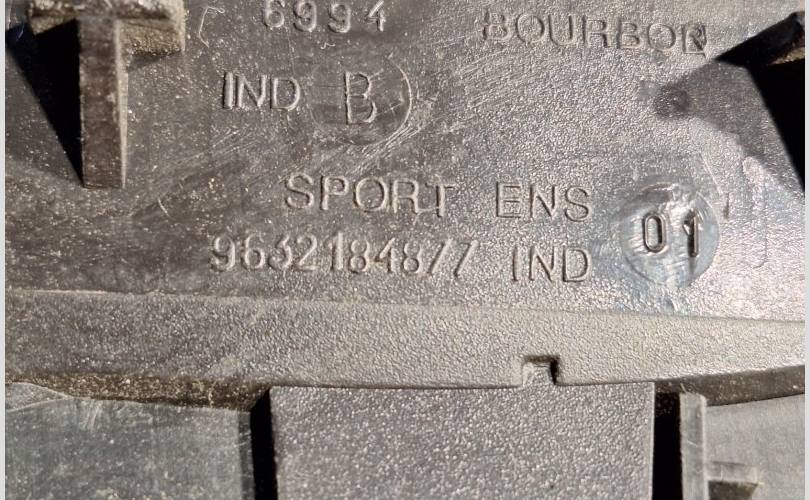 6994 BOURBON
IND B
SPORT ENS
9632184877 IND 01